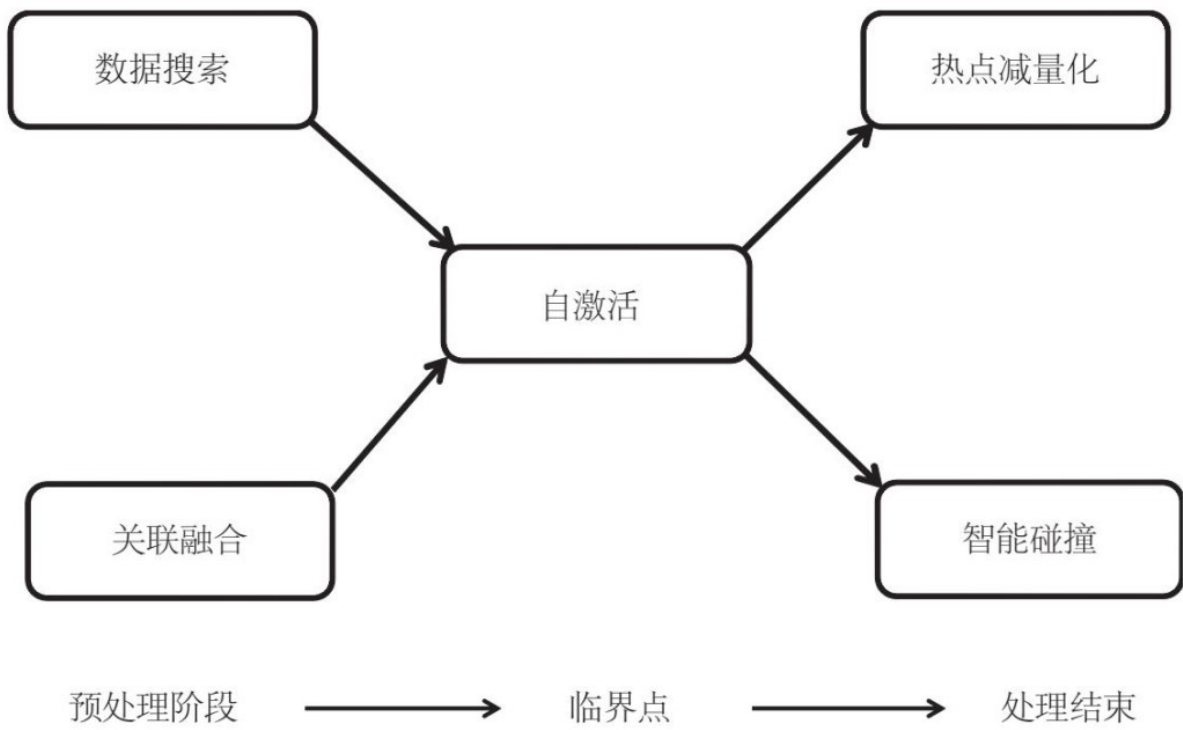 数据搜索
热点减量化
自激活
关联融合
智能碰撞
预处理阶段
临界点
处理结束